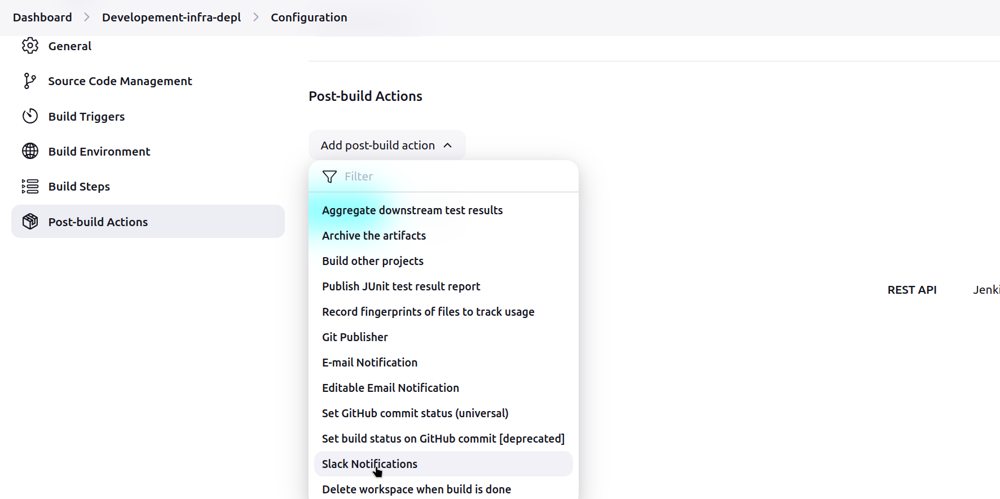 Dashboard > Developement-infra-depl > Configuration
General
Source Code Management
Build Triggers
Build Environment
Build Steps
Post-build Actions
Post-build Actions
Add post-build action
Filter
Aggregate downstream test results
Archive the artifacts
Build other projects
Publish JUnit test result report
Record fingerprints of files to track usage
Git Publisher
E-mail Notification
Editable Email Notification
Set GitHub commit status (universal)
Set build status on GitHub commit [deprecated]
Slack Notifications
Delete workspace when build is done
REST API
Jenki